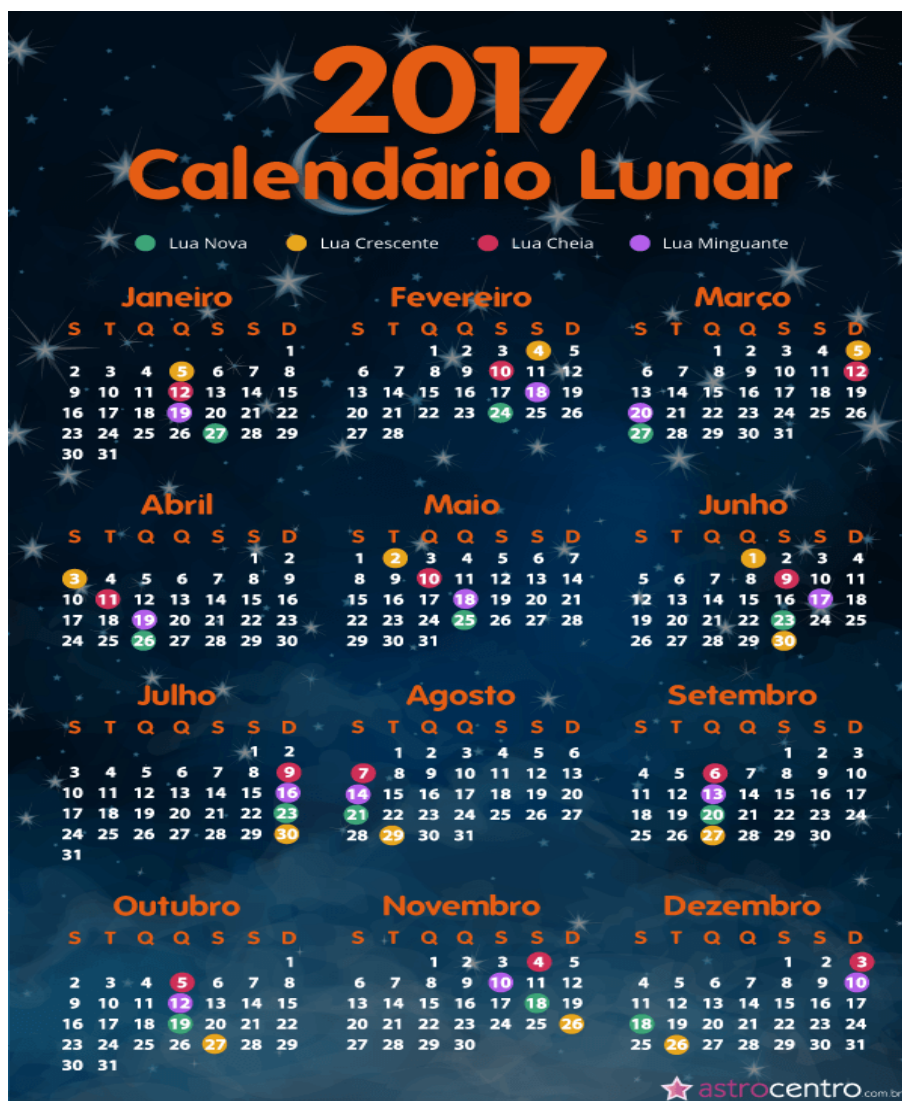 2017
Calendário Lunar
Lua Nova Lua Crescente Lua Cheia Lua Minguante
Janeiro Fevereiro Março
S T Q Q S S D S T Q Q S S D S T Q Q S S D
1 1 2 3 4 5 1 2 3 4 5
2 3 4 5 6 7 8 6 7 8 9 10 11 12 6 7 8 9 10 11 12
9 10 11 12 13 14 15 13 14 15 16 17 18 19 13 14 15 16 17 18 19
16 17 18 19 20 21 22 20 21 22 23 24 25 26 20 21 22 23 24 25 26
23 24 25 26 27 28 29 27 28 27 28 29 30 31
30 31
Abril Maio Junho
S T Q Q S S D S T Q Q S S D S T Q Q S S D
1 2 1 2 3 4 5 6 7 1 2 3 4
3 4 5 6 7 8 9 8 9 10 11 12 13 14 5 6 7 8 9 10 11
10 11 12 13 14 15 16 15 16 17 18 19 20 21 12 13 14 15 16 17 18
17 18 19 20 21 22 23 22 23 24 25 26 27 28 19 20 21 22 23 24 25
24 25 26 27 28 29 30 29 30 31 26 27 28 29 30
Julho Agosto Setembro
S T Q Q S S D S T Q Q S S D S T Q Q S S D
1 2 1 2 3 4 5 6 1 2 3
3 4 5 6 7 8 9 7 8 9 10 11 12 13 4 5 6 7 8 9 10
10 11 12 13 14 15 16 14 15 16 17 18 19 20 11 12 13 14 15 16 17
17 18 19 20 21 22 23 21 22 23 24 25 26 27 18 19 20 21 22 23 24
24 25 26 27 28 29 30 28 29 30 31 25 26 27 28 29 30
31
Outubro Novembro Dezembro
S T Q Q S S D S T Q Q S S D S T Q Q S S D
1 1 2 3 4 5 1 2 3
2 3 4 5 6 7 8 6 7 8 9 10 11 12 4 5 6 7 8 9 10
9 10 11 12 13 14 15 13 14 15 16 17 18 19 11 12 13 14 15 16 17
16 17 18 19 20 21 22 20 21 22 23 24 25 26 18 19 20 21 22 23 24
23 24 25 26 27 28 29 27 28 29 30 25 26 27 28 29 30 31
30 31
astrocentro.com.br